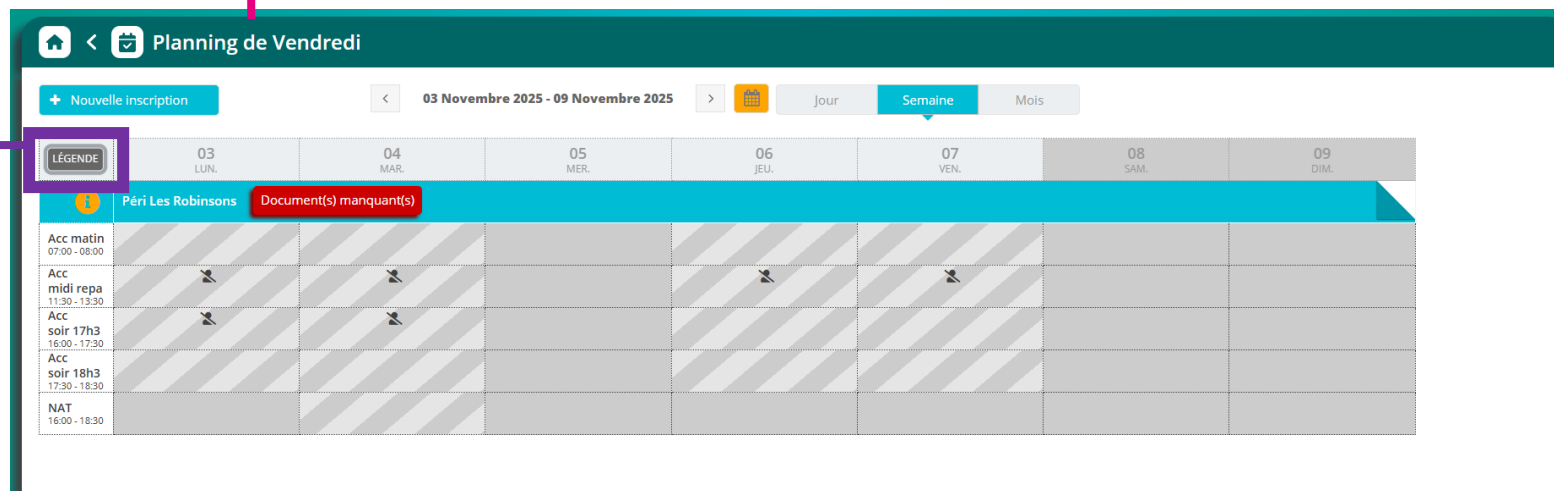 Planning de Vendredi
+ Nouvelle inscription
03 Novembre 2025 - 09 Novembre 2025
Jour
Semaine
Mois
LÉGENDE
03
LUN.
04
MAR.
05
MER.
06
JEU.
07
VEN.
08
SAM.
09
DIM.
i
Péri Les Robinsons
Document(s) manquant(s)
Acc matin
07:00 - 08:00
Acc
midi repa
11:30 - 13:30
Acc
soir 17h3
16:00 - 17:30
Acc
soir 18h3
17:30 - 18:30
NAT
16:00 - 18:30